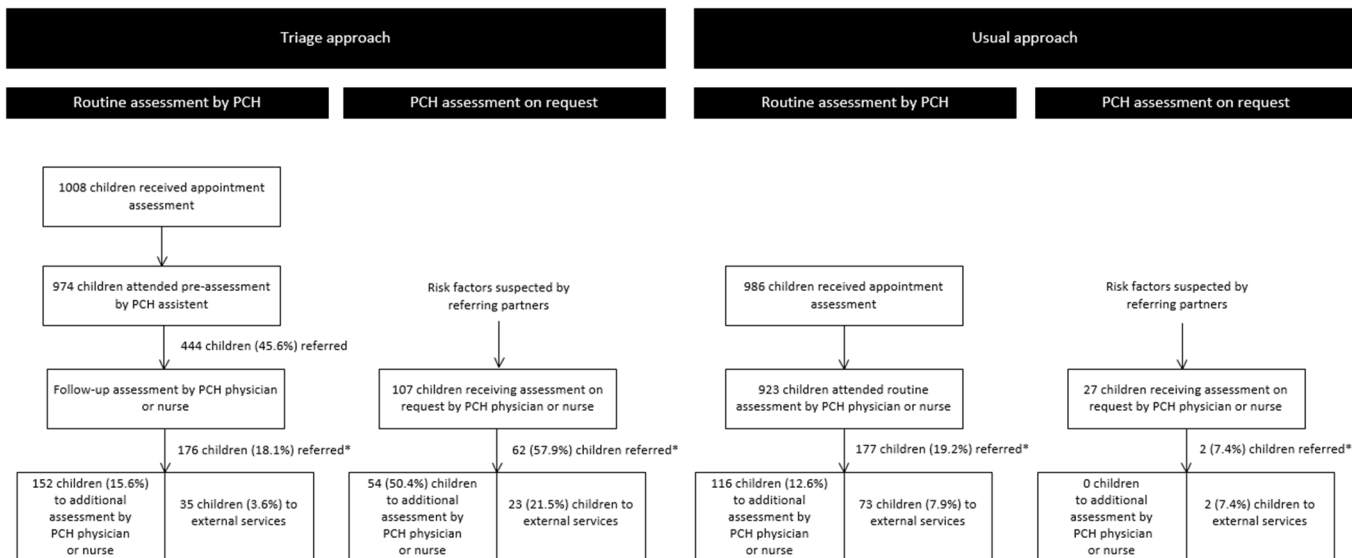 Triage approach
Usual approach
Routine assessment by PCH
PCH assessment on request
Routine assessment by PCH
PCH assessment on request
1008 children received appointment
assessment
974 children attended pre-assessment
by PCH assistent
444 children (45.6%) referred
Follow-up assessment by PCH physician
or nurse
176 children (18.1%) referred*
152 children (15.6%)
to additional
assessment by
PCH physician
or nurse
35 children (3.6%) to
external services
Risk factors suspected by
referring partners
107 children receiving assessment on
request by PCH physician or nurse
62 (57.9%) children referred*
54 (50.4%) children
to additional
assessment by
PCH physician
or nurse
23 (21.5%) children to
external services
986 children received appointment
assessment
923 children attended routine
assessment by PCH physician or nurse
177 children (19.2%) referred*
116 children (12.6%)
to additional
assessment by
PCH physician
or nurse
73 children (7.9%) to
external services
Risk factors suspected by
referring partners
27 children receiving assessment on
request by PCH physician or nurse
2 (7.4%) children referred*
0 children
to additional
assessment by
PCH physician
or nurse
2 (7.4%) children to
external services